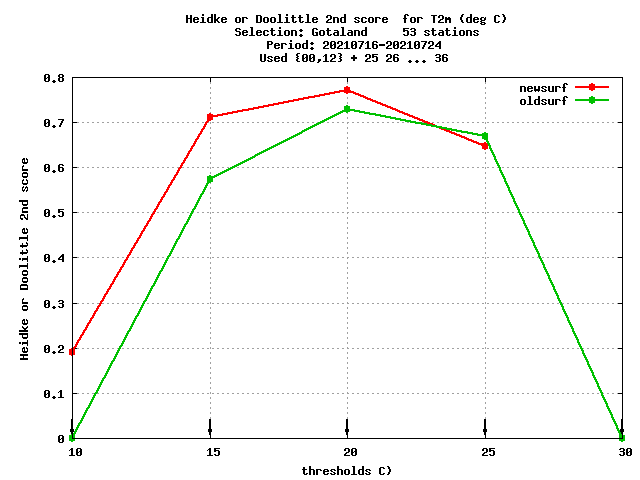 Heidke or Doolittle 2nd score  for T2m (deg C)
Selection: Gotaland     53 stations
Period: 20210716-20210724
Used {00,12} + 25 26 ... 36
newsurf
oldsurf
Heidke or Doolittle 2nd score
0.8
0.7
0.6
0.5
0.4
0.3
0.2
0.1
0
10 15 20 25 30
thresholds C)